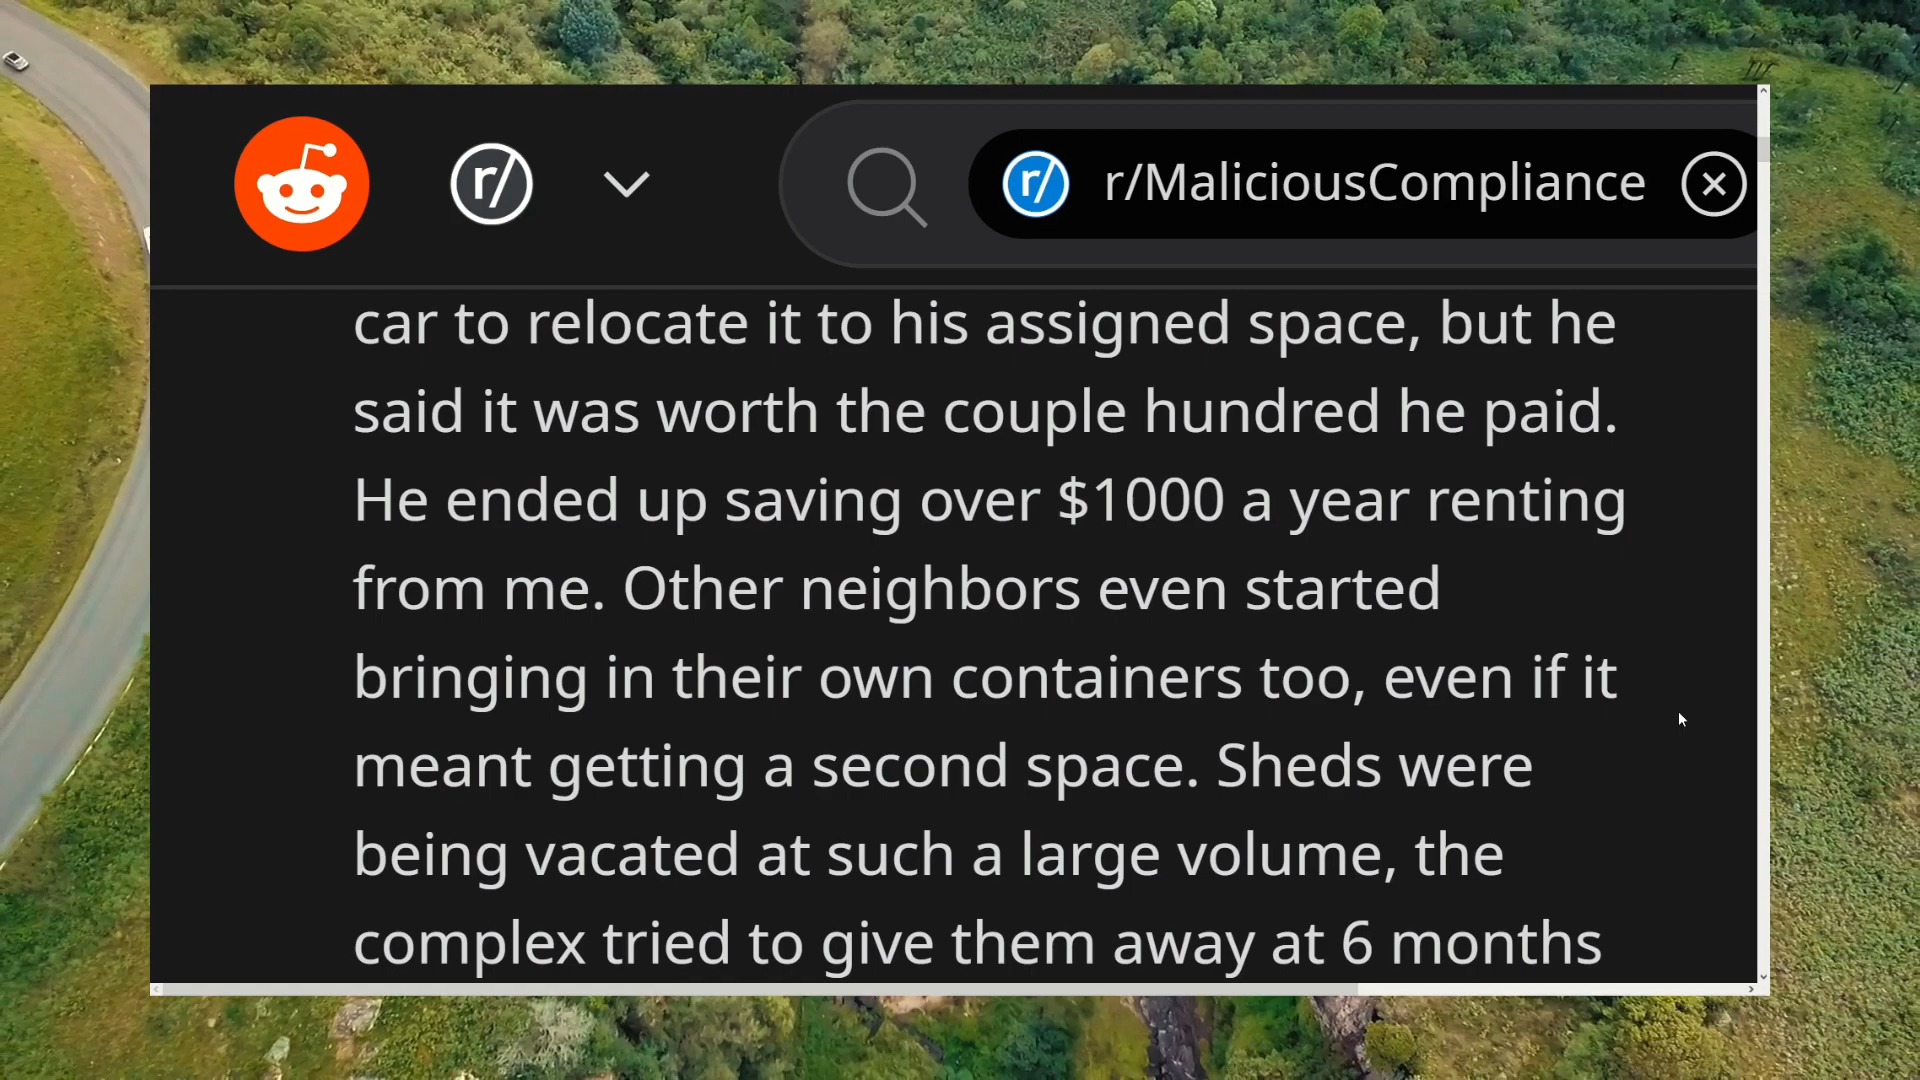 r/
r/
r/MaliciousCompliance
car to relocate it to his assigned space, but he
said it was worth the couple hundred he paid.
He ended up saving over $1000 a year renting
from me. Other neighbors even started
bringing in their own containers too, even if it
meant getting a second space. Sheds were
being vacated at such a large volume, the
complex tried to give them away at 6 months